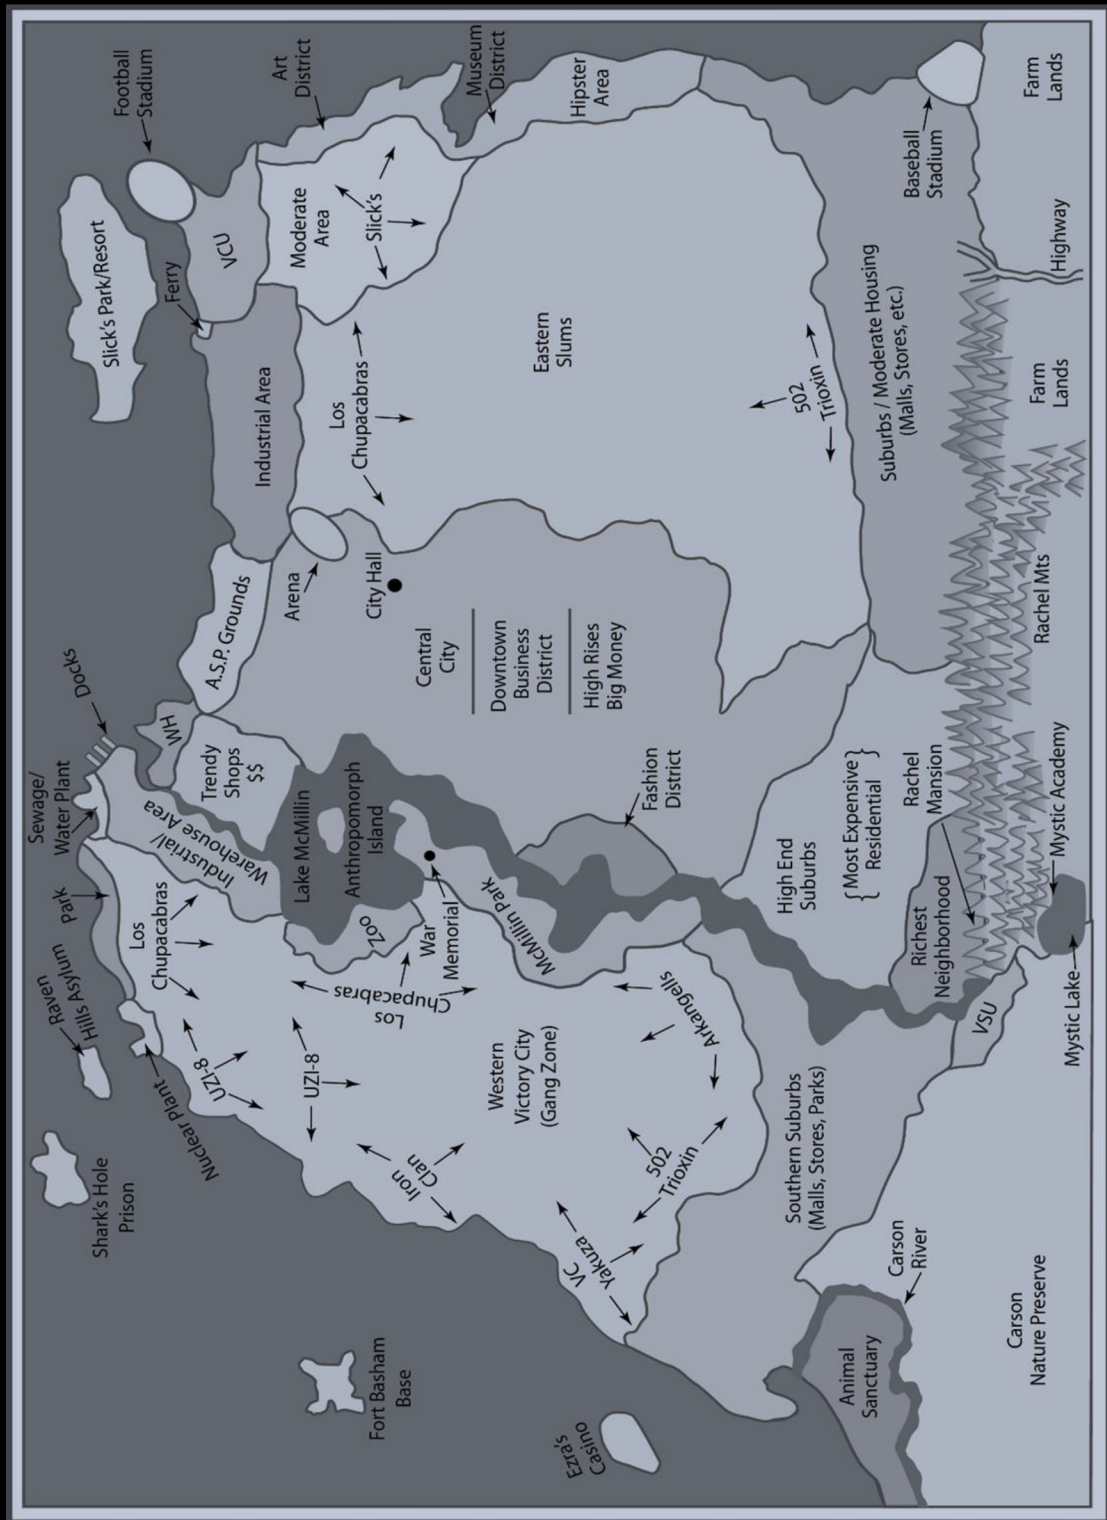 Shark's Hole
Prison
Raven
Hills Asylum
Nuclear Plant
Park
Sewage/
Water Plant
Docks
Industrial/
Warehouse Area
WH
Trendy
Shops
$$
A.S.P. Grounds
Industrial Area
Ferry
VCU
Football
Stadium
Slick's Park/Resort
Art
District
Museum
District
Moderate
Area
Slick's
Hipster
Area
Los
Chupacabras
Eastern
Slums
502
Trioxin
Arena
City Hall
Central
City
Downtown
Business
District
High Rises
Big Money
Lake McMillin
Anthropomorph
Island
Zoo
War
Memorial
McMillin Park
Fashion
District
Los
Chupacabras
UZI-8
UZI-8
Los
Chupacabras
Iron
Clan
Western
Victory City
(Gang Zone)
Arkangells
502
Trioxin
VC
Yakuza
Fort Basham
Base
Ezra's
Casino
Southern Suburbs
(Malls, Stores, Parks)
High End
Suburbs
{ Most Expensive }
{ Residential }
Suburbs / Moderate Housing
(Malls, Stores, etc.)
Baseball
Stadium
Farm
Lands
Highway
Farm
Lands
Rachel Mts
Rachel
Mansion
Richest
Neighborhood
Mystic Academy
Mystic Lake
VSU
Carson
River
Animal
Sanctuary
Carson
Nature Preserve